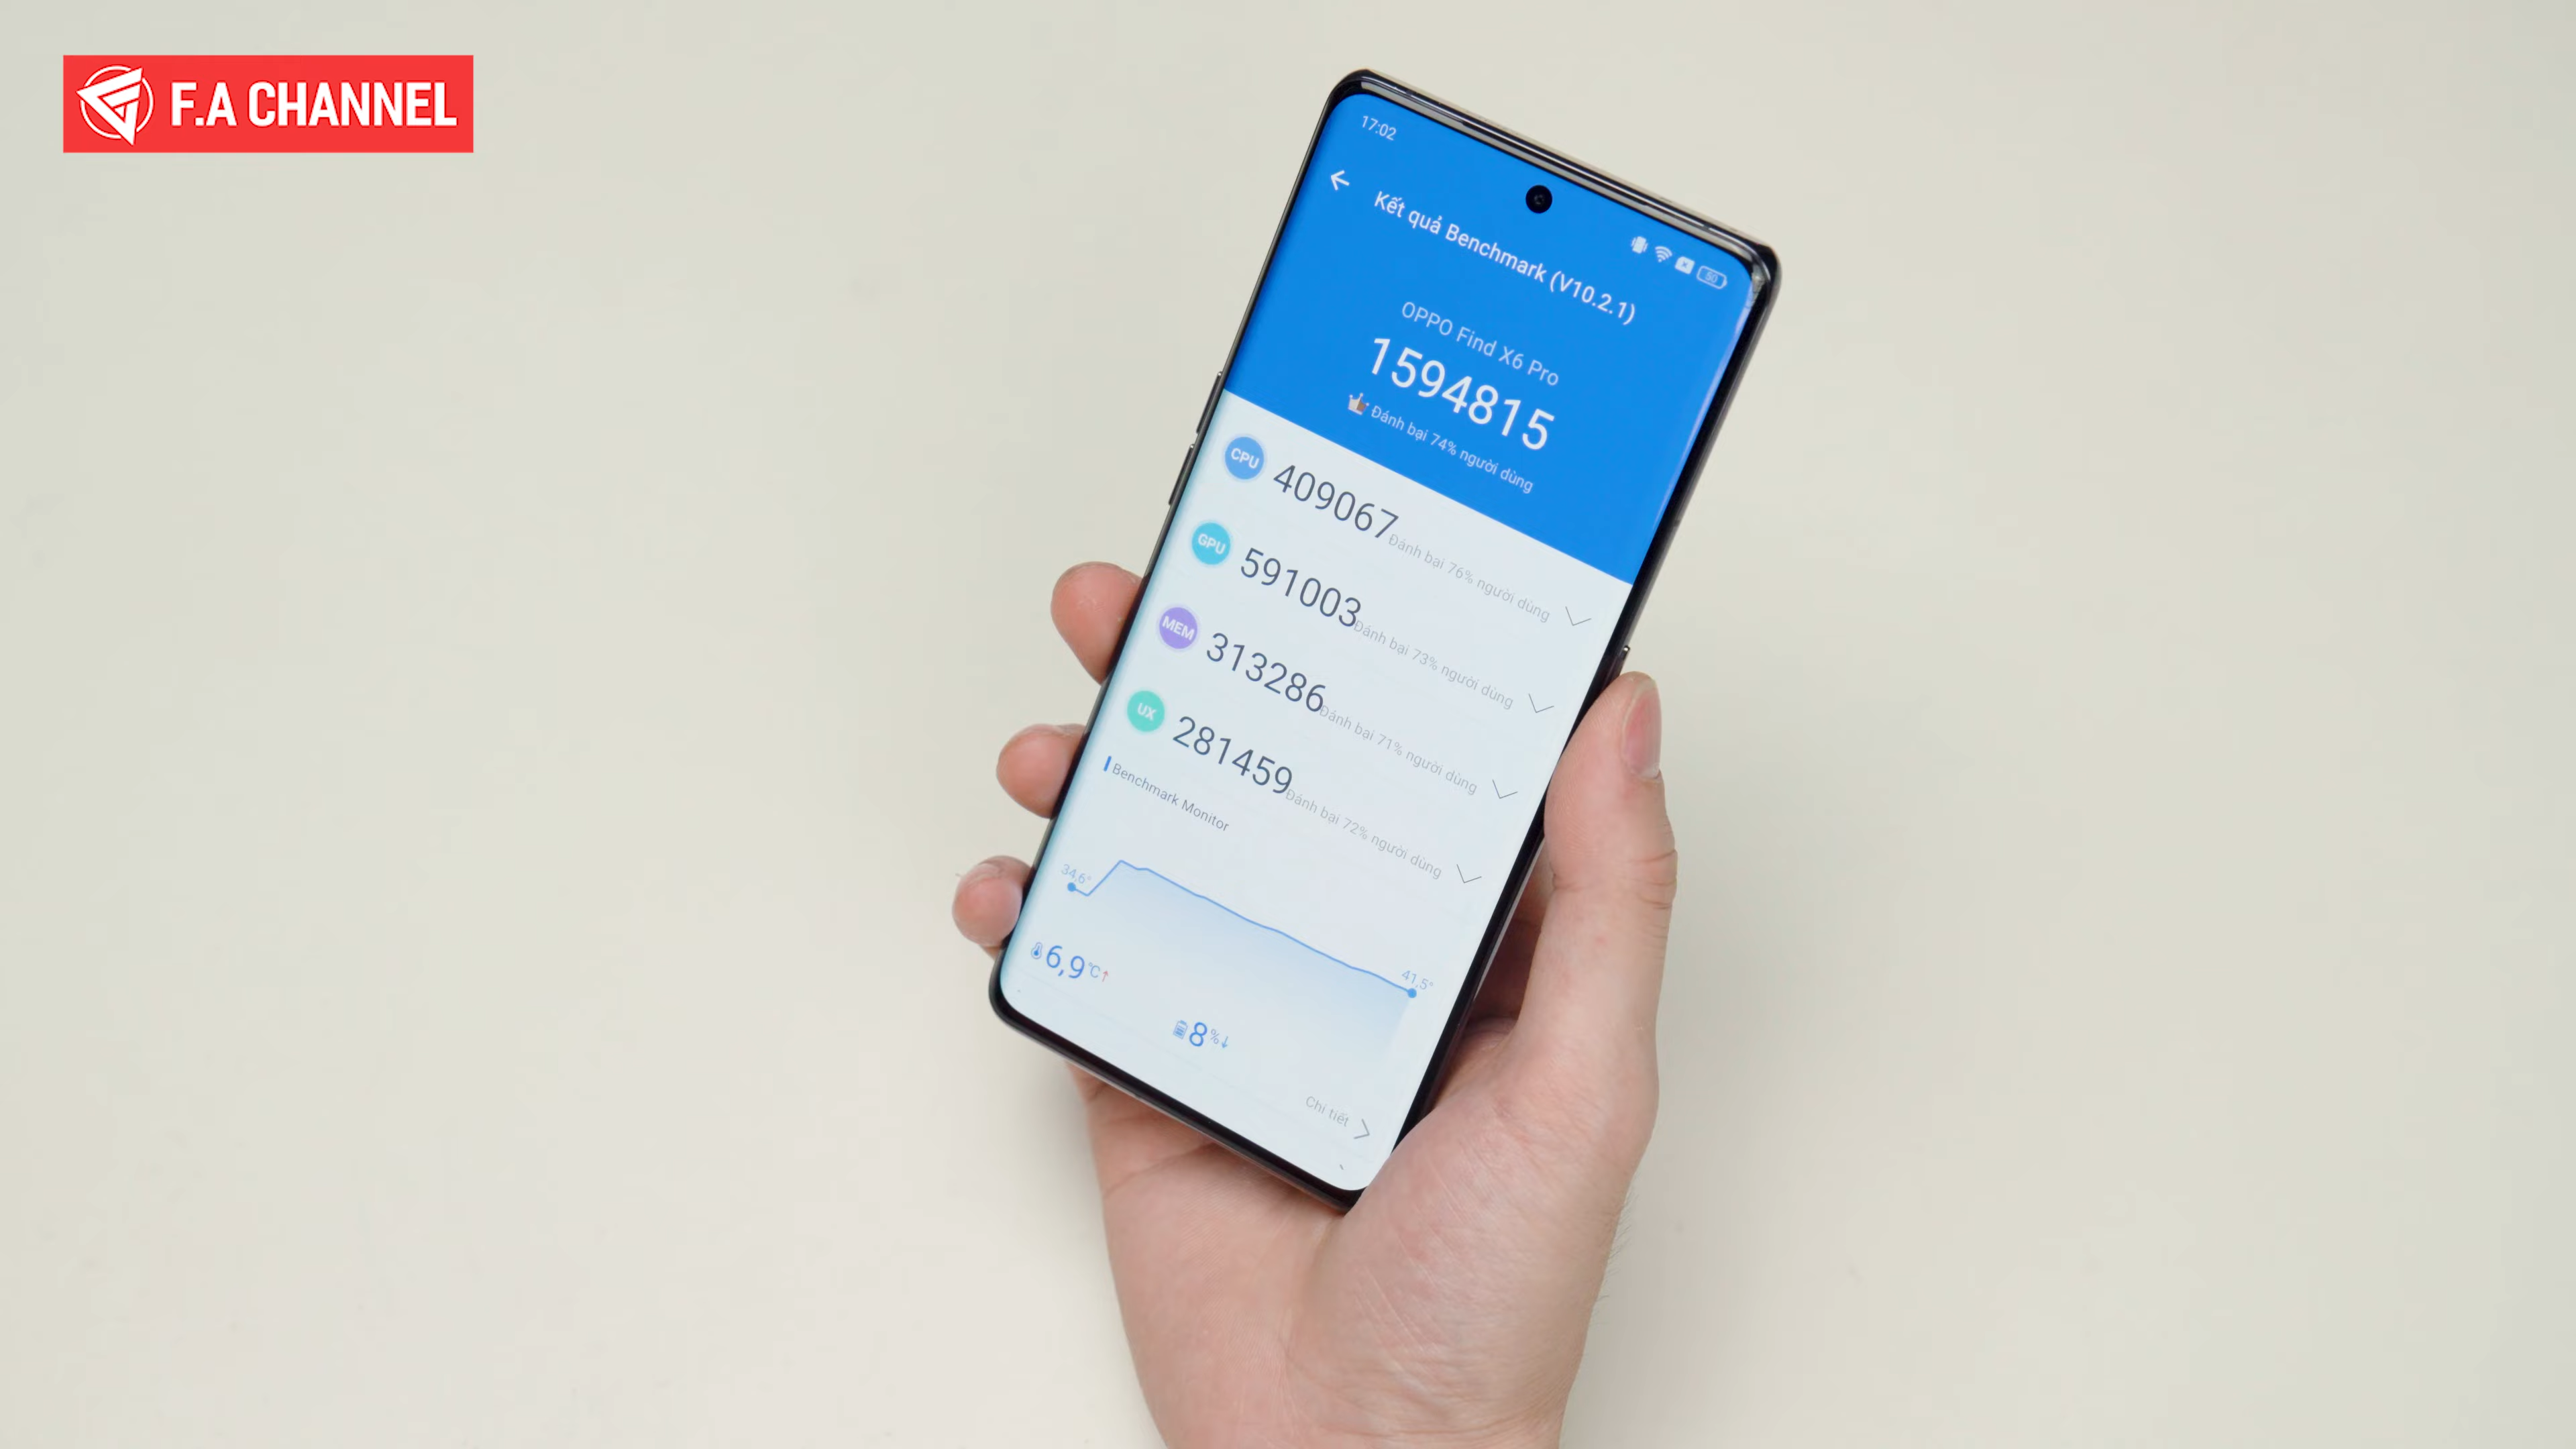 F.A CHANNEL
17:02
50
Kết quả Benchmark (V10.2.1)
OPPO Find X6 Pro
1594815
Đánh bại 74% người dùng
CPU 409067 Đánh bại 76% người dùng
GPU 591003 Đánh bại 73% người dùng
MEM 313286 Đánh bại 71% người dùng
UX 281459 Đánh bại 72% người dùng
Benchmark Monitor
34,6°
41,5°
6,9 °C↑
8 %↓
Chi tiết